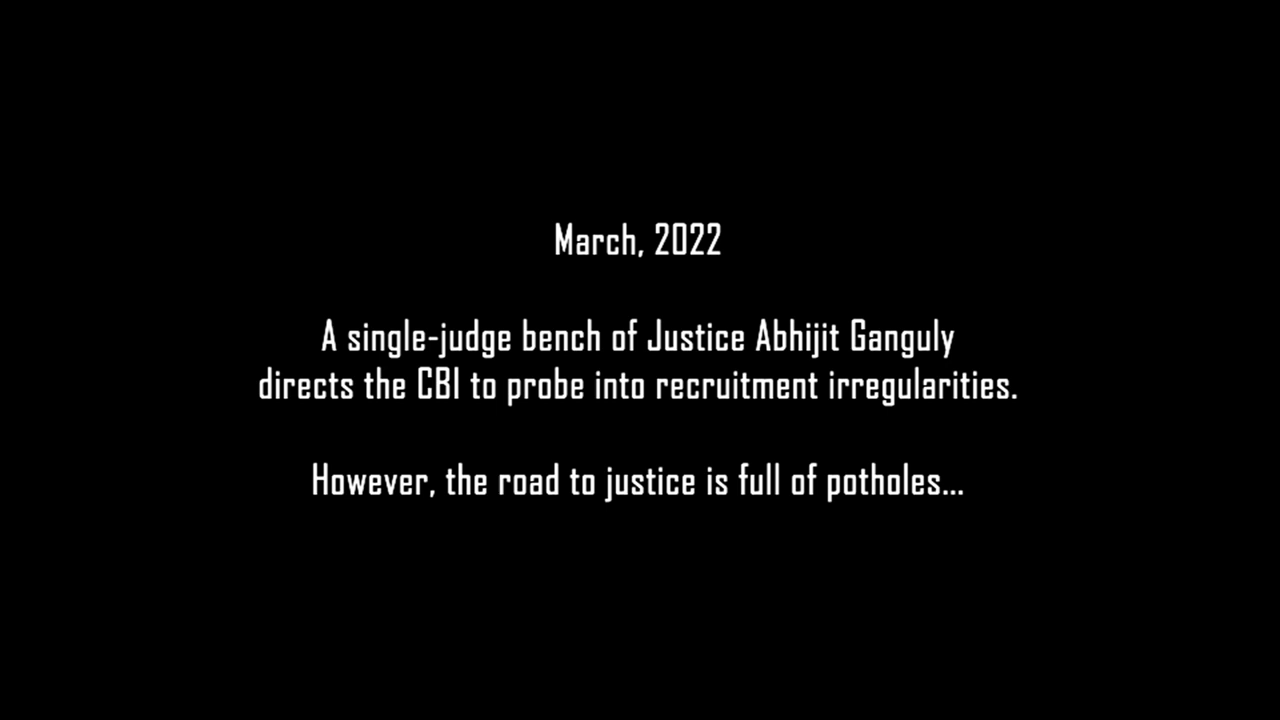 March, 2022
A single-judge bench of Justice Abhijit Ganguly
directs the CBI to probe into recruitment irregularities.
However, the road to justice is full of potholes...